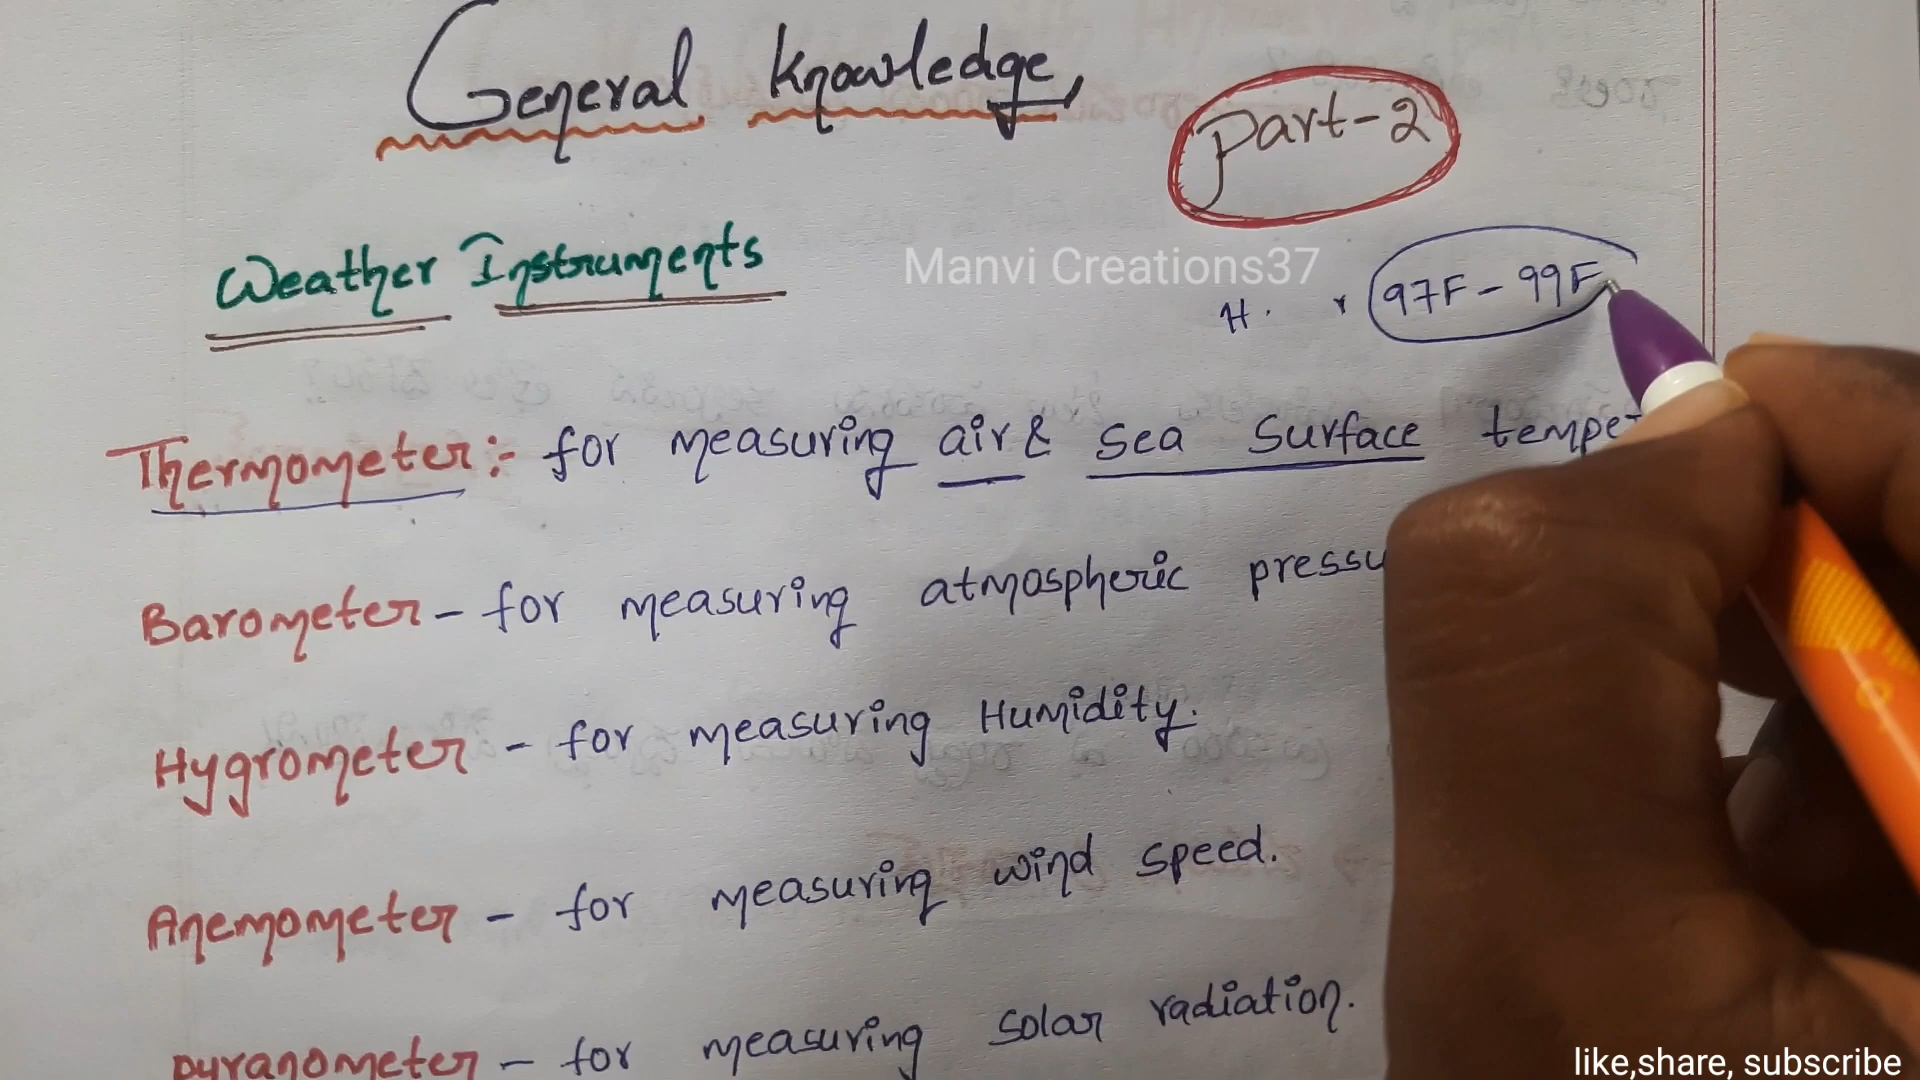 General Knowledge,
Part-2
Weather Instruments
Manvi Creations37
H. 97F - 99F
Thermometer:- for measuring air & sea surface tempe
Barometer - for measuring atmospheric pressu
Hygrometer - for measuring Humidity.
Anemometer - for measuring wind speed.
pyranometer - for measuring solar radiation.
like,share, subscribe